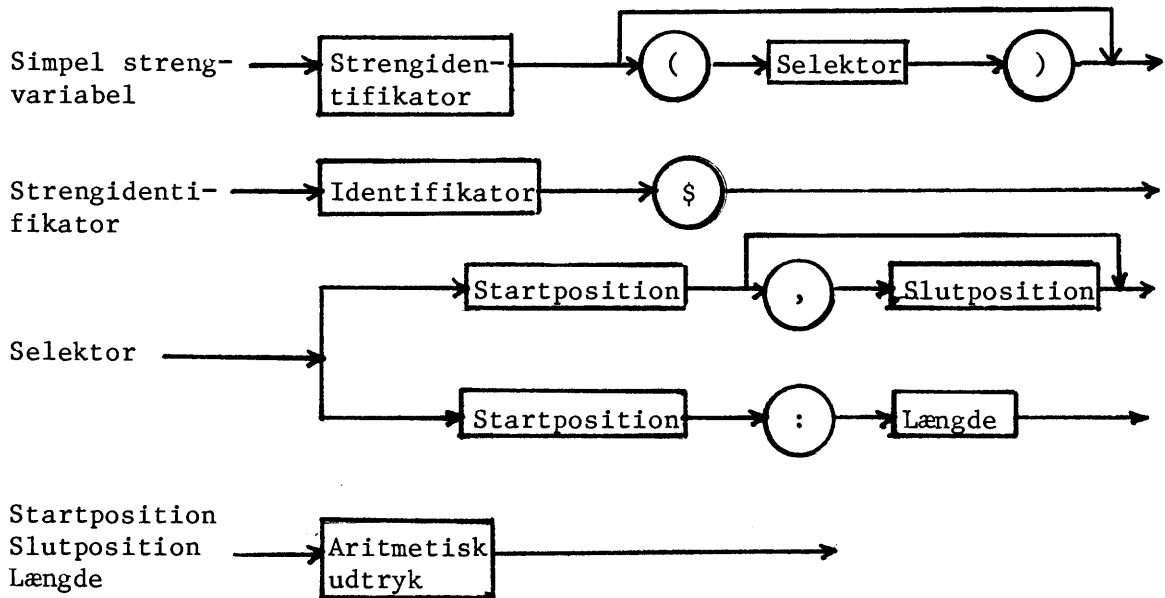 Simpel streng-
variabel
Strengiden-
tifikator
( Selektor )
Strengidenti-
fikator
Identifikator $
Startposition , Slutposition
Selektor
Startposition : Længde
Startposition
Slutposition
Længde
Aritmetisk
udtryk